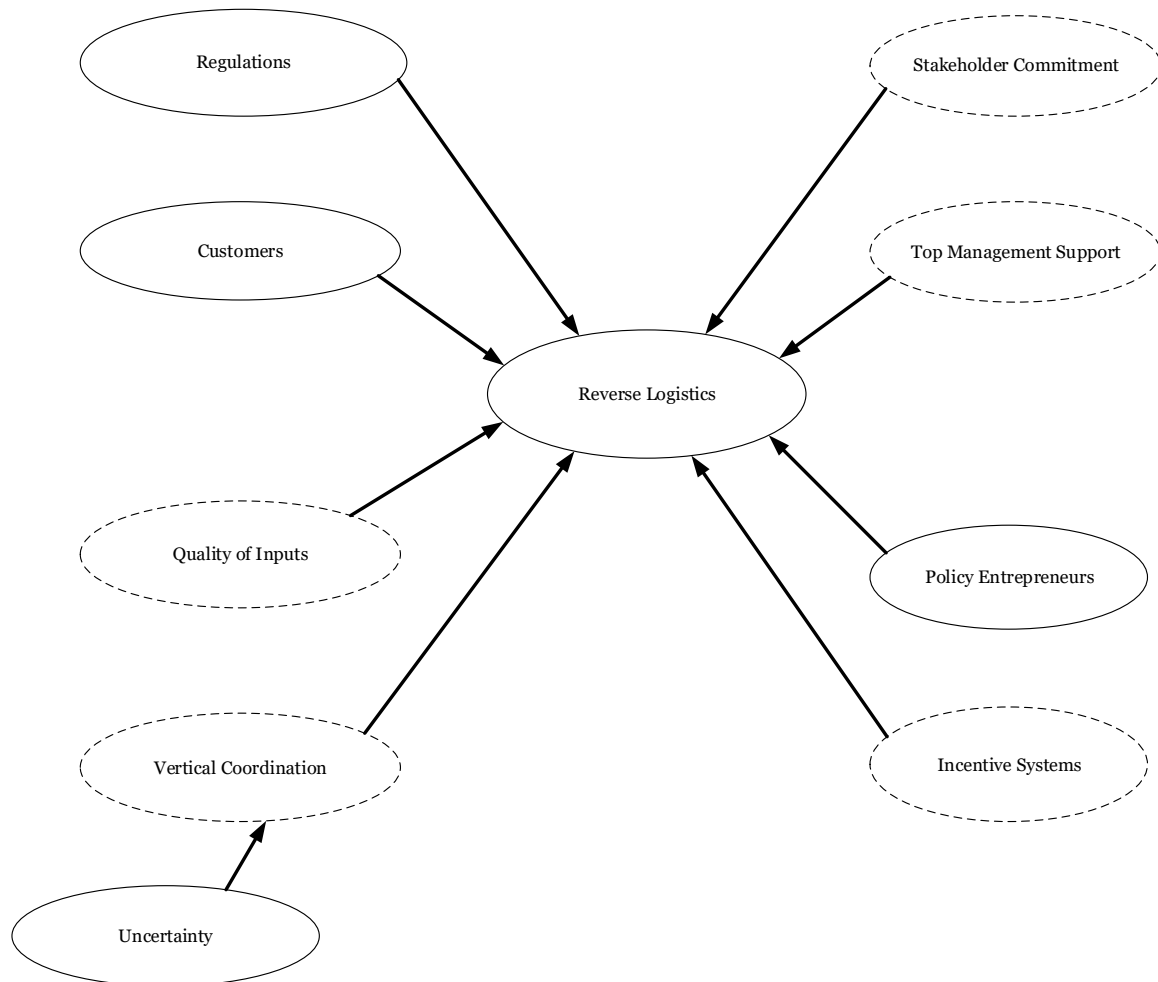 Regulations
Stakeholder Commitment
Customers
Top Management Support
Reverse Logistics
Quality of Inputs
Policy Entrepreneurs
Vertical Coordination
Incentive Systems
Uncertainty